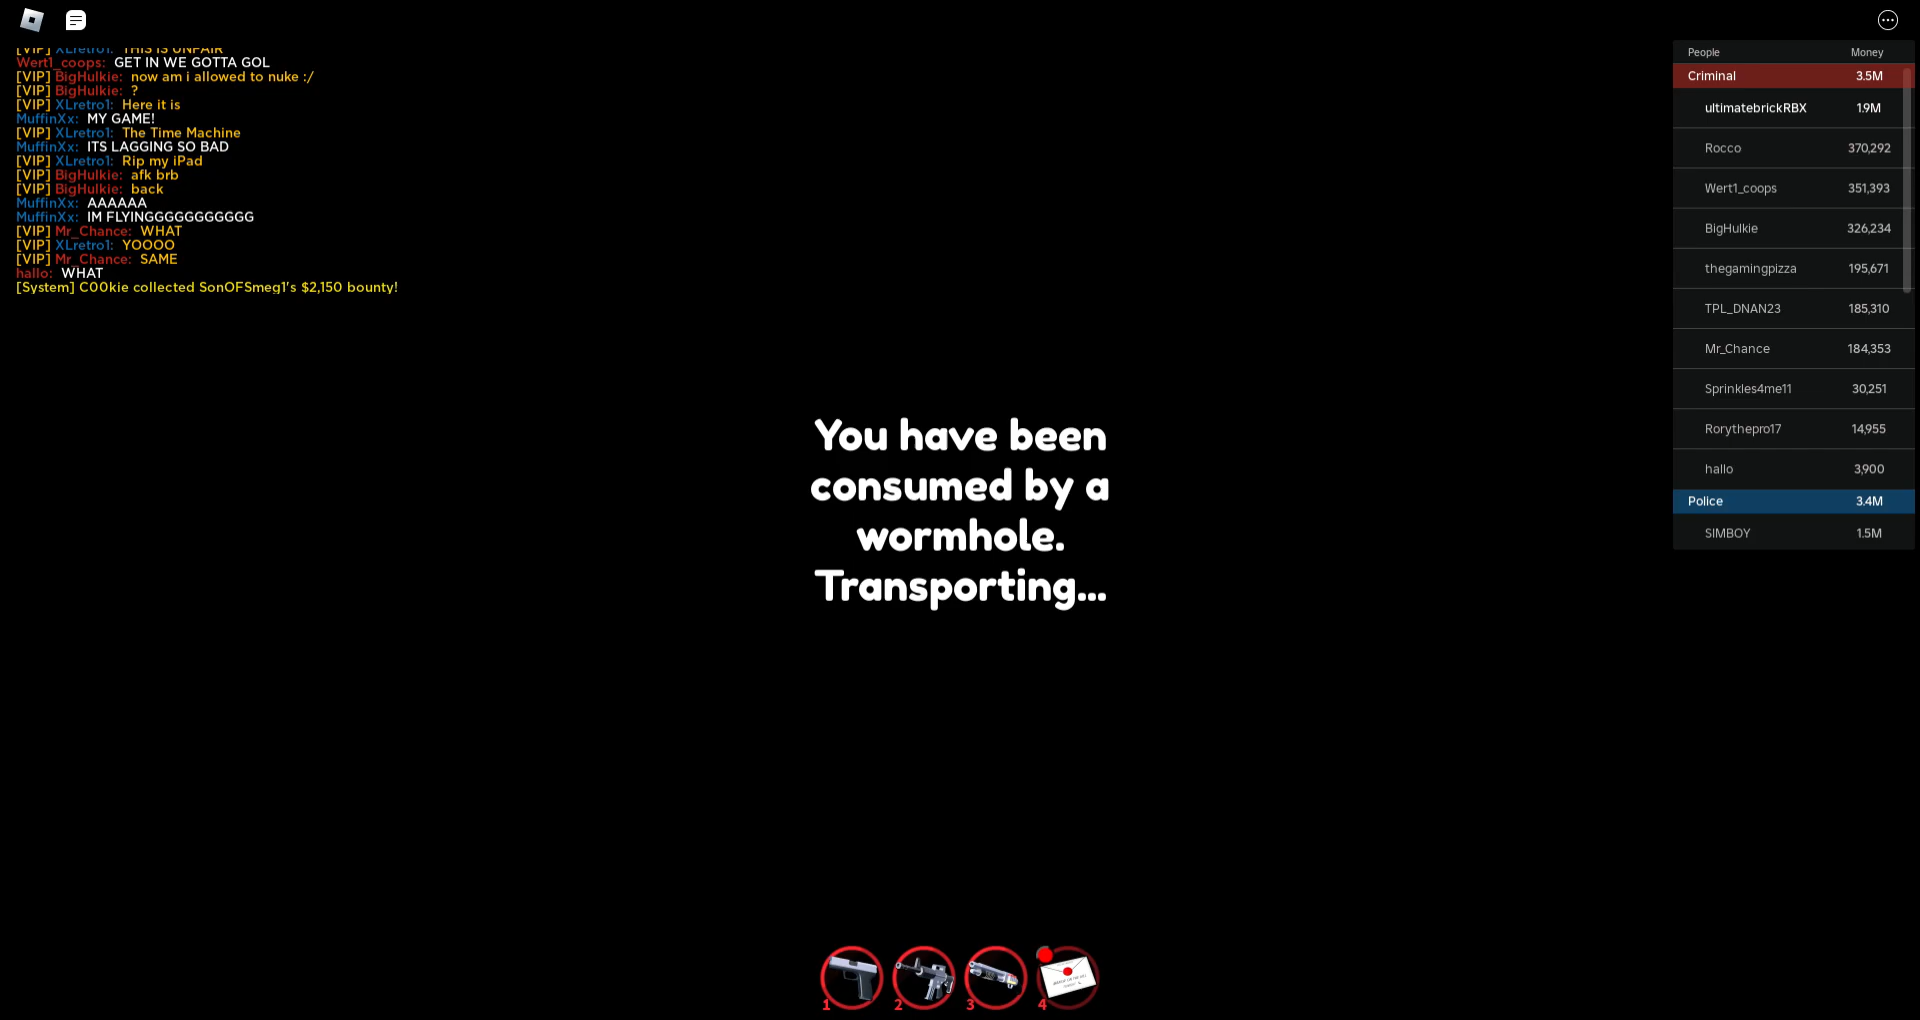 [VIP] XLretro1: THIS IS UNFAIR
Wert1_coops: GET IN WE GOTTA GOL
[VIP] BigHulkie: now am i allowed to nuke :/
[VIP] BigHulkie: ?
[VIP] XLretro1: Here it is
MuffinXx: MY GAME!
[VIP] XLretro1: The Time Machine
MuffinXx: ITS LAGGING SO BAD
[VIP] XLretro1: Rip my iPad
[VIP] BigHulkie: afk brb
[VIP] BigHulkie: back
MuffinXx: AAAAAA
MuffinXx: IM FLYINGGGGGGGGGGG
[VIP] Mr_Chance: WHAT
[VIP] XLretro1: YOOOO
[VIP] Mr_Chance: SAME
hallo: WHAT
[System] C00kie collected SonOFSmeg1's $2,150 bounty!
You have been
consumed by a
wormhole.
Transporting...
People Money
Criminal 3.5M
ultimatebrickRBX 1.9M
Rocco 370,292
Wert1_coops 351,393
BigHulkie 326,234
thegamingpizza 195,671
TPL_DNAN23 185,310
Mr_Chance 184,353
Sprinkles4me11 30,251
Rorythepro17 14,955
hallo 3,900
Police 3.4M
SIMBOY 1.5M
1 2 3 4